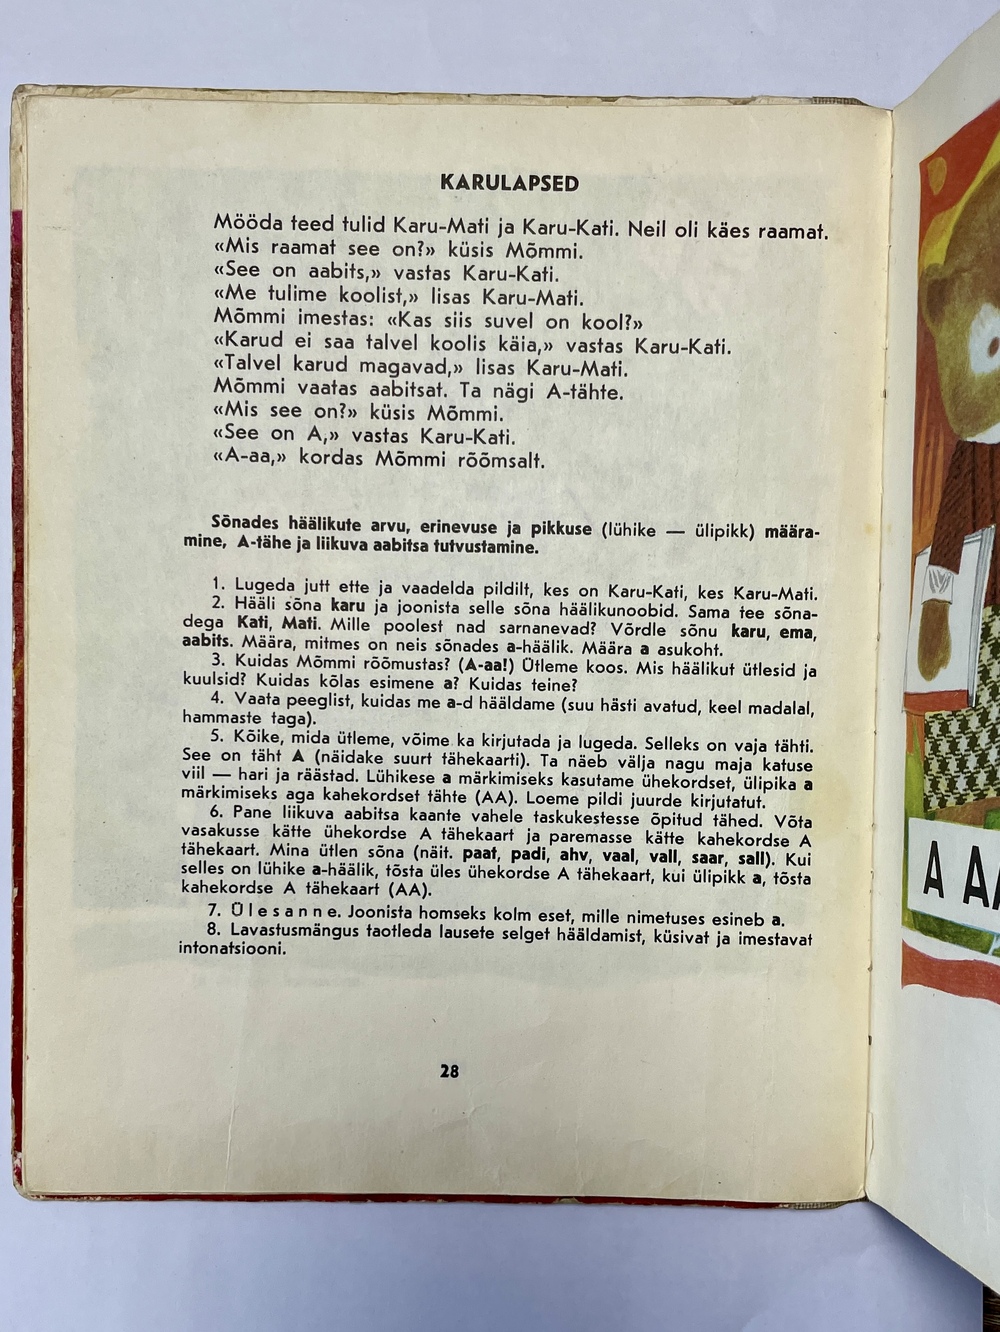 KARULAPSED
Mööda teed tulid Karu-Mati ja Karu-Kati. Neil oli käes raamat.
«Mis raamat see on?» küsis Mõmmi.
«See on aabits,» vastas Karu-Kati.
«Me tulime koolist,» lisas Karu-Mati.
Mõmmi imestas: «Kas siis suvel on kool?»
«Karud ei saa talvel koolis käia,» vastas Karu-Kati.
«Talvel karud magavad,» lisas Karu-Mati.
Mõmmi vaatas aabitsat. Ta nägi A-tähte.
«Mis see on?» küsis Mõmmi.
«See on A,» vastas Karu-Kati.
«A-aa,» kordas Mõmmi rõõmsalt.
Sõnades häälikute arvu, erinevuse ja pikkuse (lühike — ülipikk) määra-
mine, A-tähe ja liikuva aabitsa tutvustamine.
1. Lugeda jutt ette ja vaadelda pildilt, kes on Karu-Kati, kes Karu-Mati.
2. Hääli sõna karu ja joonista selle sõna häälikunoobid. Sama tee sõna-
dega Kati, Mati. Mille poolest nad sarnanevad? Võrdle sõnu karu, ema,
aabits. Määra, mitmes on neis sõnades a-häälik. Määra a asukoht.
3. Kuidas Mõmmi rõõmustas? (A-aa!) Ütleme koos. Mis häälikut ütlesid ja
kuulsid? Kuidas kõlas esimene a? Kuidas teine?
4. Vaata peeglist, kuidas me a-d hääldame (suu hästi avatud, keel madalal,
hammaste taga).
5. Kõike, mida ütleme, võime ka kirjutada ja lugeda. Selleks on vaja tähti.
See on täht A (näidake suurt tähekaarti). Ta näeb välja nagu maja katuse
viil — hari ja räästad. Lühikese a märkimiseks kasutame ühekordset, ülipika a
märkimiseks aga kahekordset tähte (AA). Loeme pildi juurde kirjutatut.
6. Pane liikuva aabitsa kaante vahele taskukestesse õpitud tähed. Võta
vasakusse kätte ühekordse A tähekaart ja paremasse kätte kahekordse A
tähekaart. Mina ütlen sõna (näit. paat, padi, ahv, vaal, vall, saar, sall). Kui
selles on lühike a-häälik, tõsta üles ühekordse A tähekaart, kui ülipikk a, tõsta
kahekordse A tähekaart (AA).
7. Ülesanne. Joonista homseks kolm eset, mille nimetuses esineb a.
8. Lavastusmängus taotleda lausete selget hääldamist, küsivat ja imestavat
intonatsiooni.
28
A AA